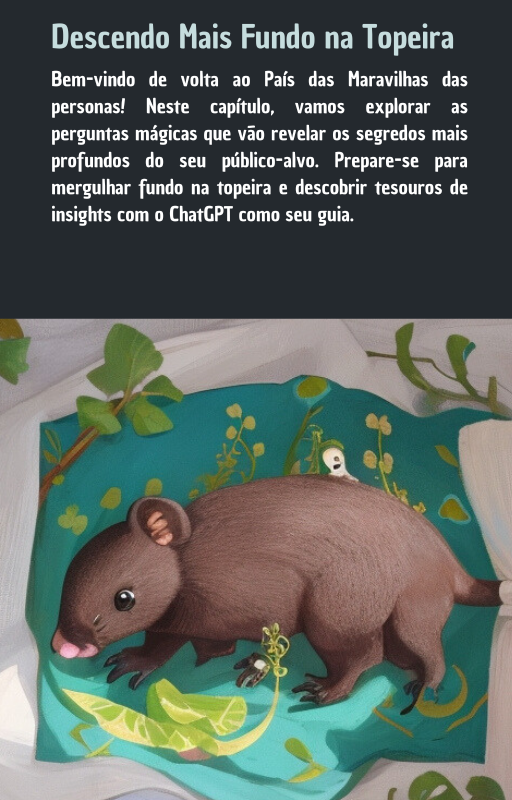 Descendo Mais Fundo na Topeira
Bem-vindo de volta ao País das Maravilhas das
personas! Neste capítulo, vamos explorar as
perguntas mágicas que vão revelar os segredos mais
profundos do seu público-alvo. Prepare-se para
mergulhar fundo na topeira e descobrir tesouros de
insights com o ChatGPT como seu guia.